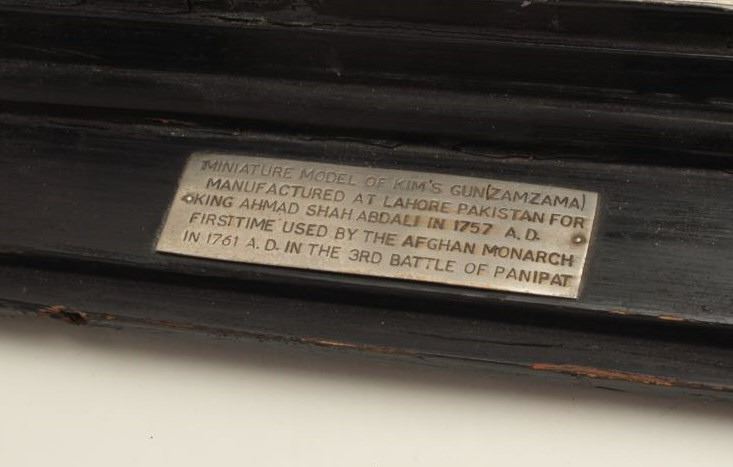 MINIATURE MODEL OF KIM'S GUN(ZAMZAMA)
MANUFACTURED AT LAHORE PAKISTAN FOR
KING AHMAD SHAH ABDALI IN 1757 A.D.
FIRSTTIME USED BY THE AFGHAN MONARCH
IN 1761 A.D. IN THE 3RD BATTLE OF PANIPAT